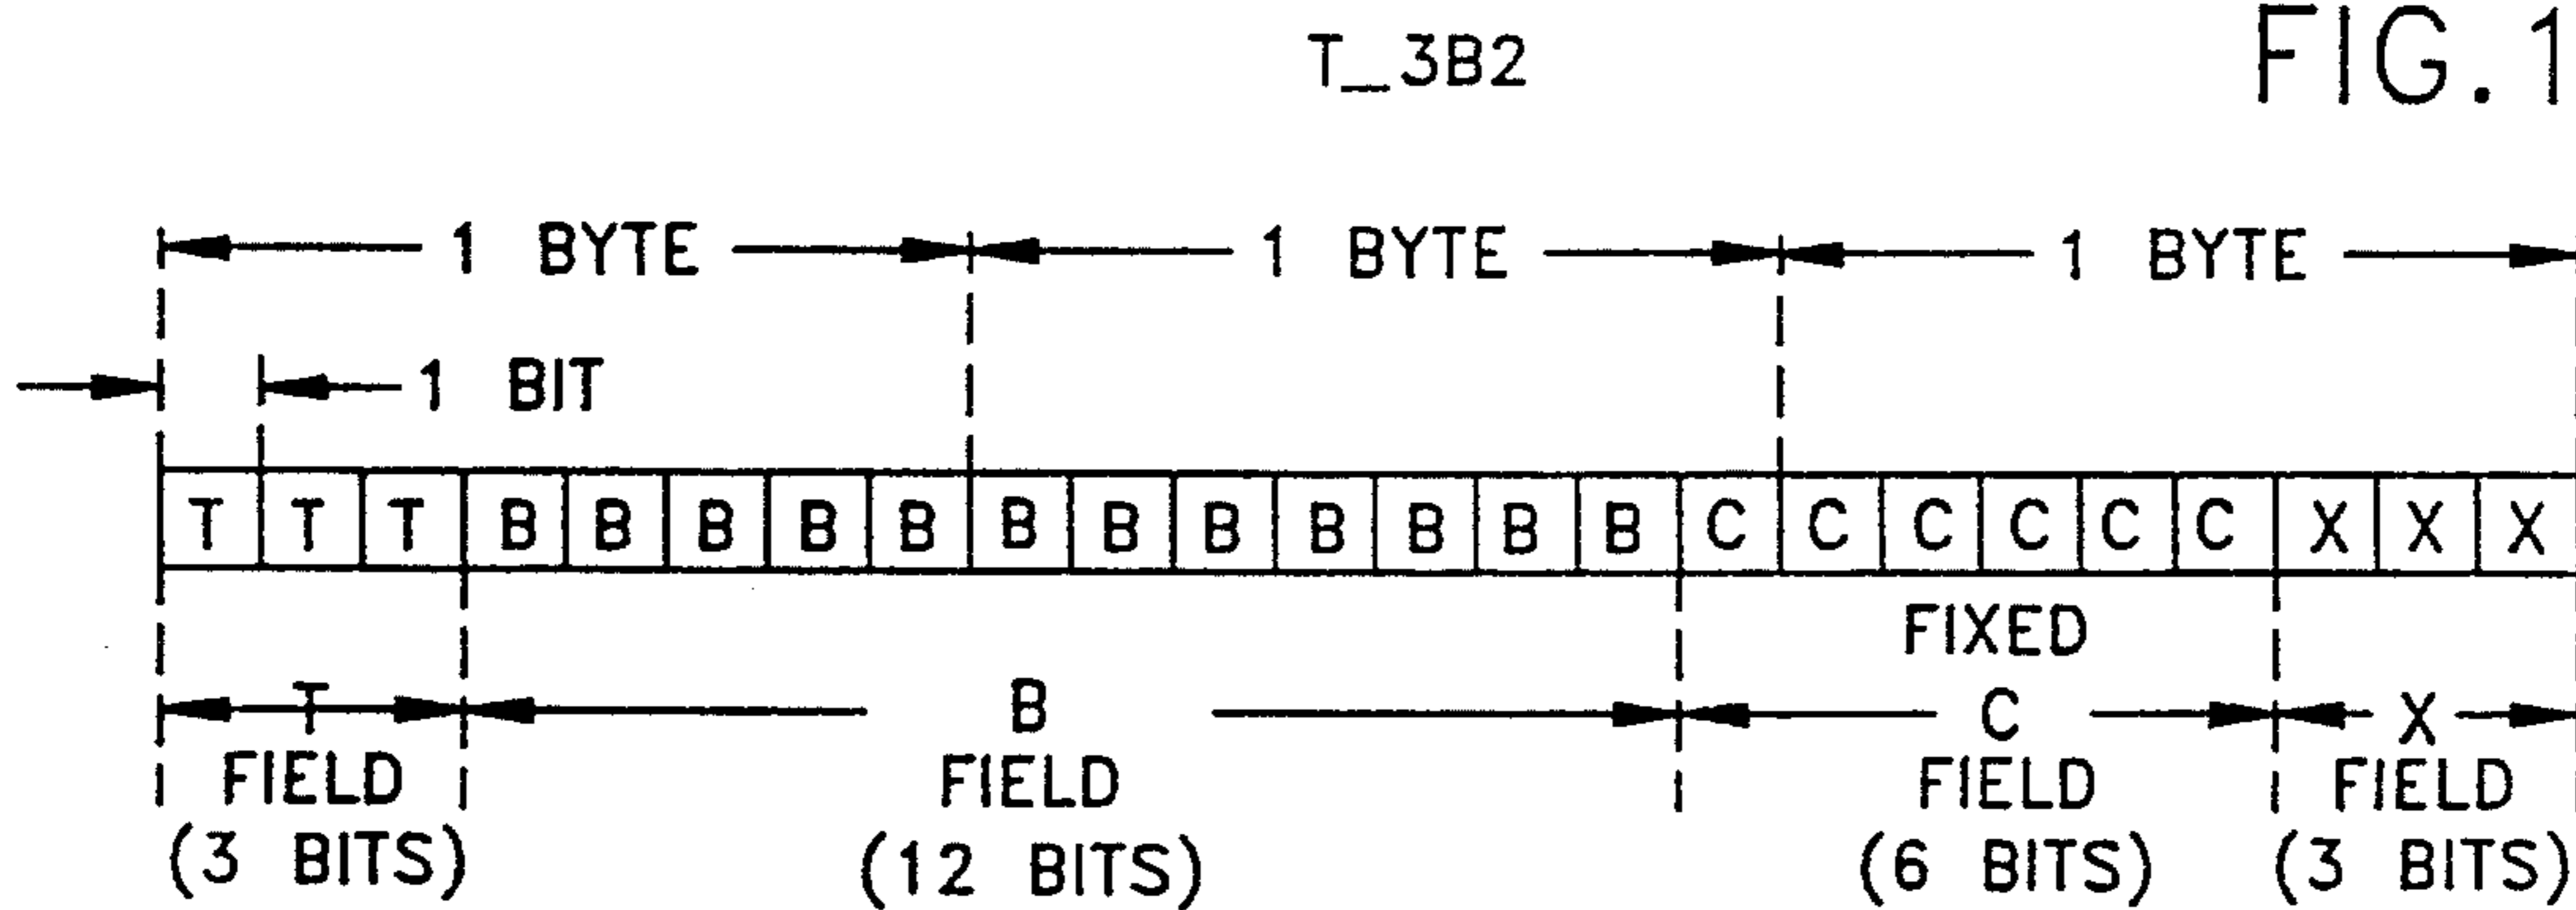 T_3B2
FIG.1
1 BYTE 1 BYTE 1 BYTE
1 BIT
T T T B B B B B B B B B B B B C C C C C C X X X
FIXED
T B C X
FIELD FIELD FIELD FIELD
(3 BITS) (12 BITS) (6 BITS) (3 BITS)